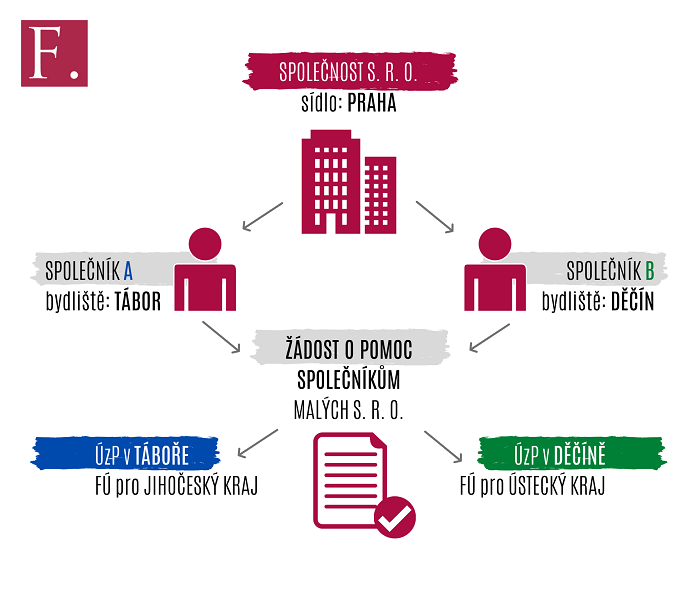 F.
SPOLEČNOST S. R. O.
sídlo: PRAHA
SPOLEČNÍK A
bydliště: TÁBOR
SPOLEČNÍK B
bydliště: DĚČÍN
ŽÁDOST O POMOC
SPOLEČNÍKŮM
MALÝCH S. R. O.
ÚzP v TÁBOŘE
FÚ pro JIHOČESKÝ KRAJ
ÚzP v DĚČÍNĚ
FÚ pro ÚSTECKÝ KRAJ